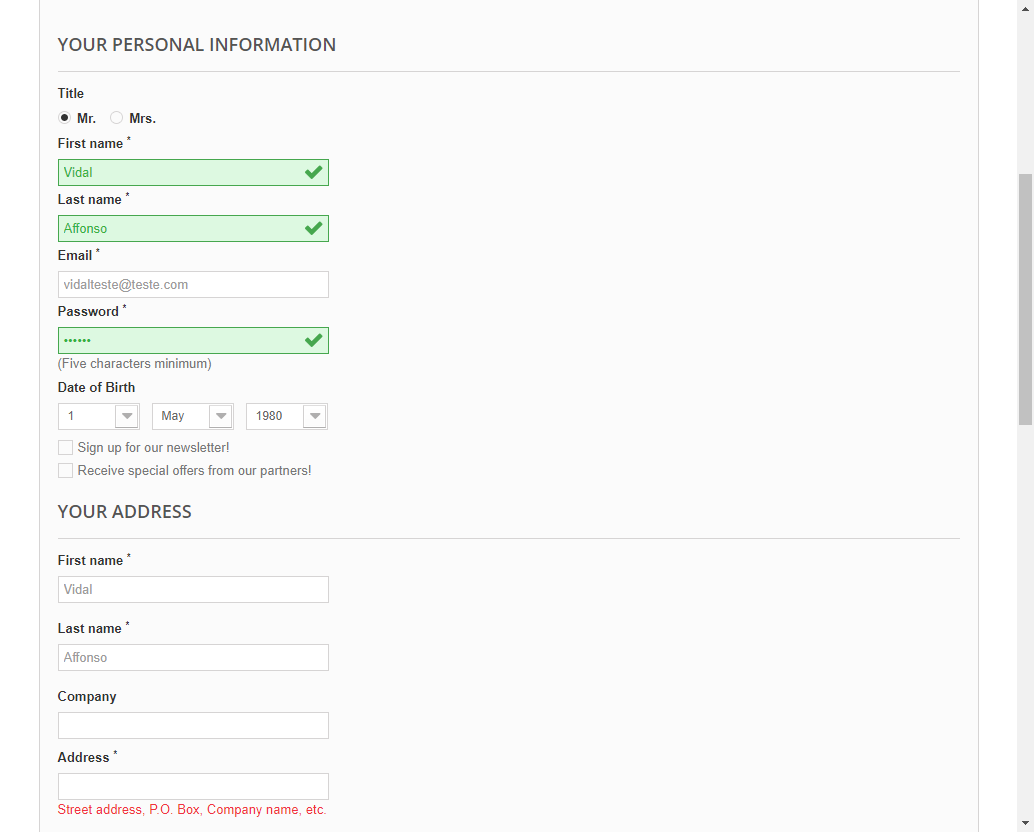 YOUR PERSONAL INFORMATION
Title
Mr. Mrs.
First name *
Vidal
Last name *
Affonso
Email *
vidalteste@teste.com
Password *
••••••
(Five characters minimum)
Date of Birth
1 May 1980
Sign up for our newsletter!
Receive special offers from our partners!
YOUR ADDRESS
First name *
Vidal
Last name *
Affonso
Company
Address *
Street address, P.O. Box, Company name, etc.